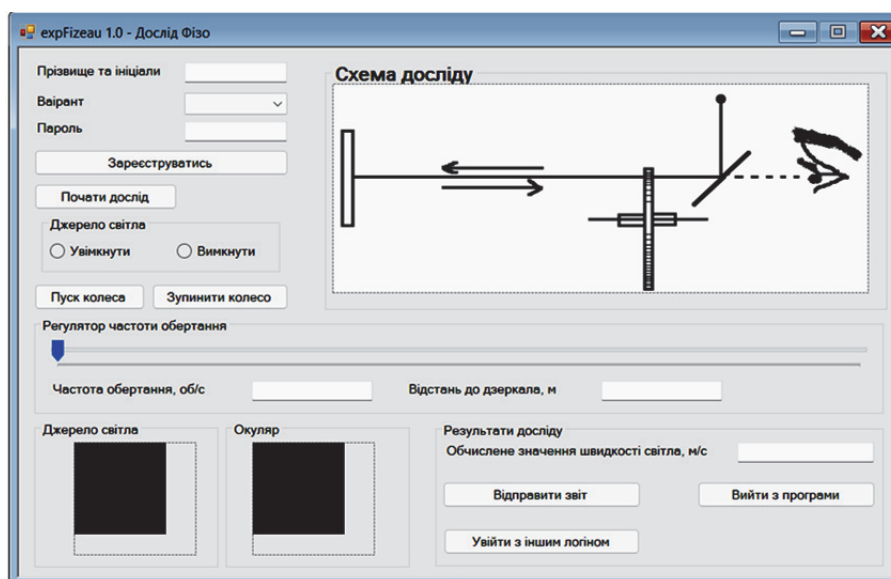 expFizeau 1.0 - Дослід Фізо
Прізвище та ініціали
Ваірант
Пароль
Зареєструватись
Почати дослід
Джерело світла
Увімкнути
Вимкнути
Пуск колеса
Зупинити колесо
Схема досліду
Регулятор частоти обертання
Частота обертання, об/с
Відстань до дзеркала, м
Джерело світла
Окуляр
Результати досліду
Обчислене значення швидкості світла, м/с
Відправити звіт
Вийти з програми
Увійти з іншим логіном